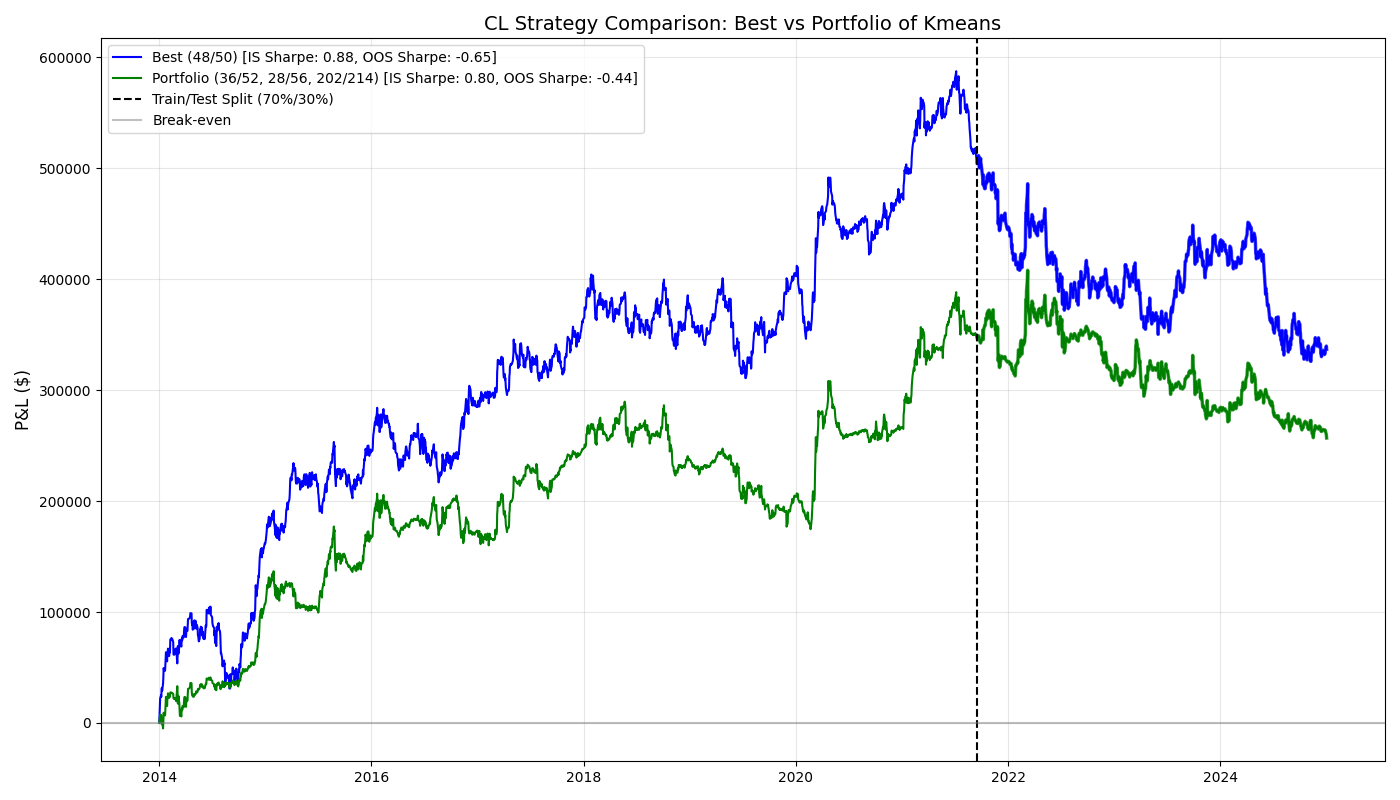 CL Strategy Comparison: Best vs Portfolio of Kmeans
Best (48/50) [IS Sharpe: 0.88, OOS Sharpe: -0.65]
Portfolio (36/52, 28/56, 202/214) [IS Sharpe: 0.80, OOS Sharpe: -0.44]
Train/Test Split (70%/30%)
Break-even
P&L ($)
600000
500000
400000
300000
200000
100000
0
2014
2016
2018
2020
2022
2024